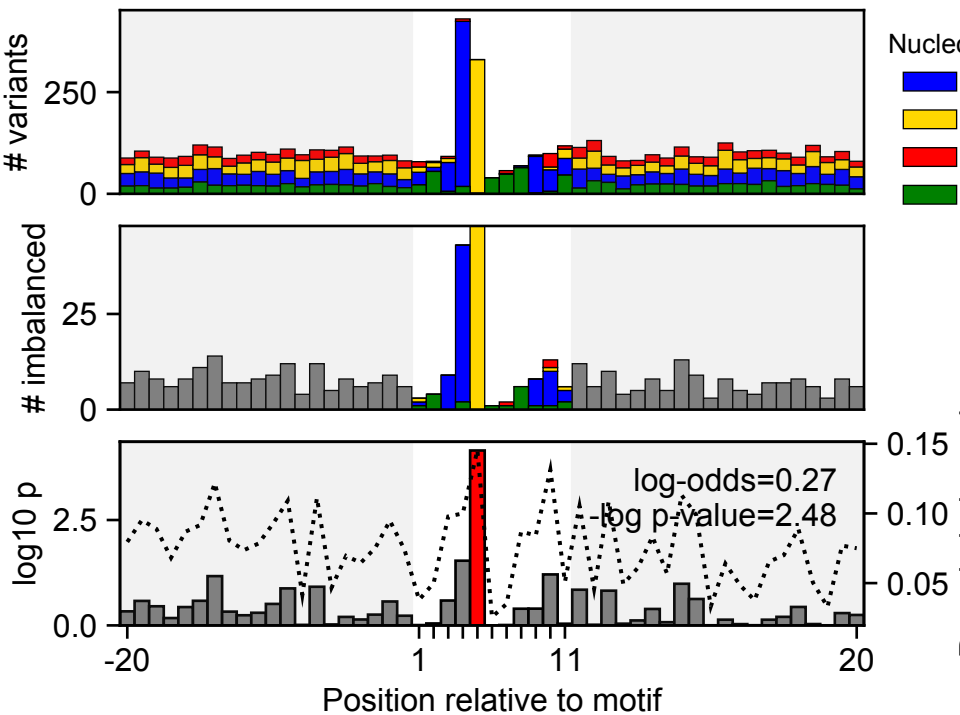 Nucleo
# variants
250
0
# imbalanced
25
0
log10 p
2.5
0.0
log-odds=0.27
-log p-value=2.48
0.15
0.10
0.05
-20
1
11
20
Position relative to motif